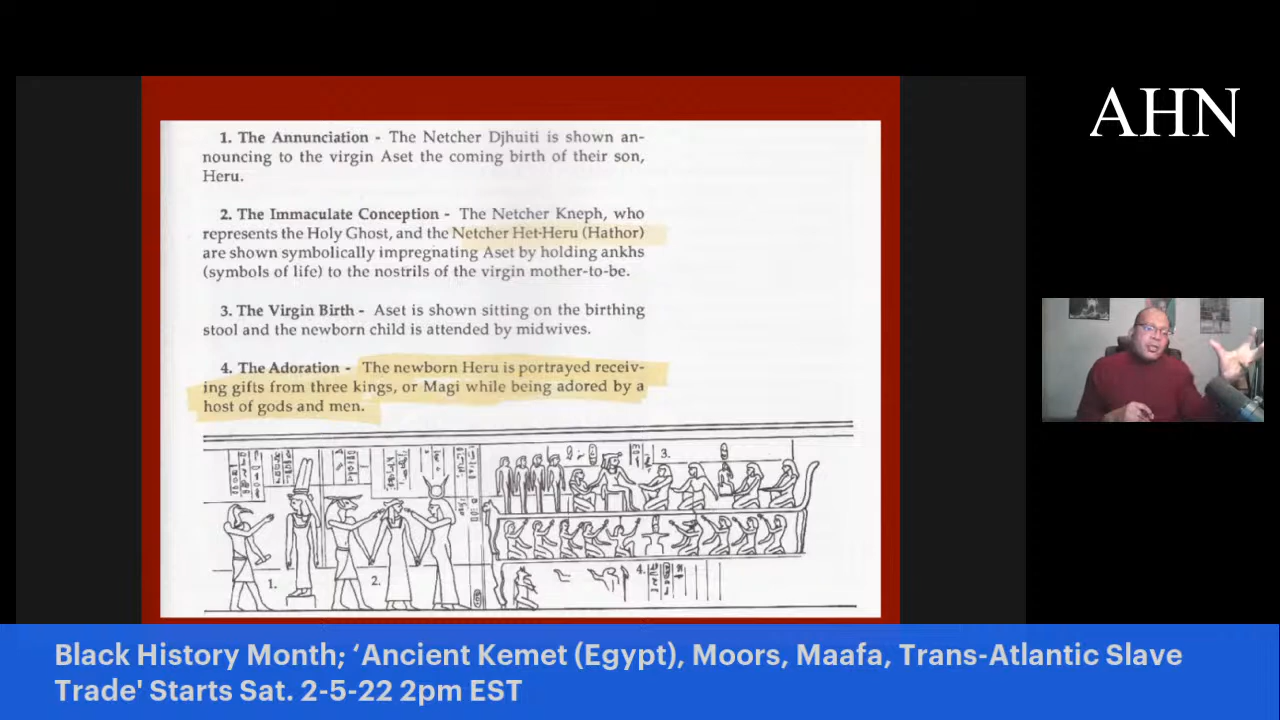 AHN
1. The Annunciation - The Netcher Djhuiti is shown an-
nouncing to the virgin Aset the coming birth of their son,
Heru.
2. The Immaculate Conception - The Netcher Kneph, who
represents the Holy Ghost, and the Netcher Het-Heru (Hathor)
are shown symbolically impregnating Aset by holding ankhs
(symbols of life) to the nostrils of the virgin mother-to-be.
3. The Virgin Birth - Aset is shown sitting on the birthing
stool and the newborn child is attended by midwives.
4. The Adoration - The newborn Heru is portrayed receiv-
ing gifts from three kings, or Magi while being adored by a
host of gods and men.
3.
1.
2.
4.
Black History Month; ‘Ancient Kemet (Egypt), Moors, Maafa, Trans-Atlantic Slave
Trade' Starts Sat. 2-5-22 2pm EST